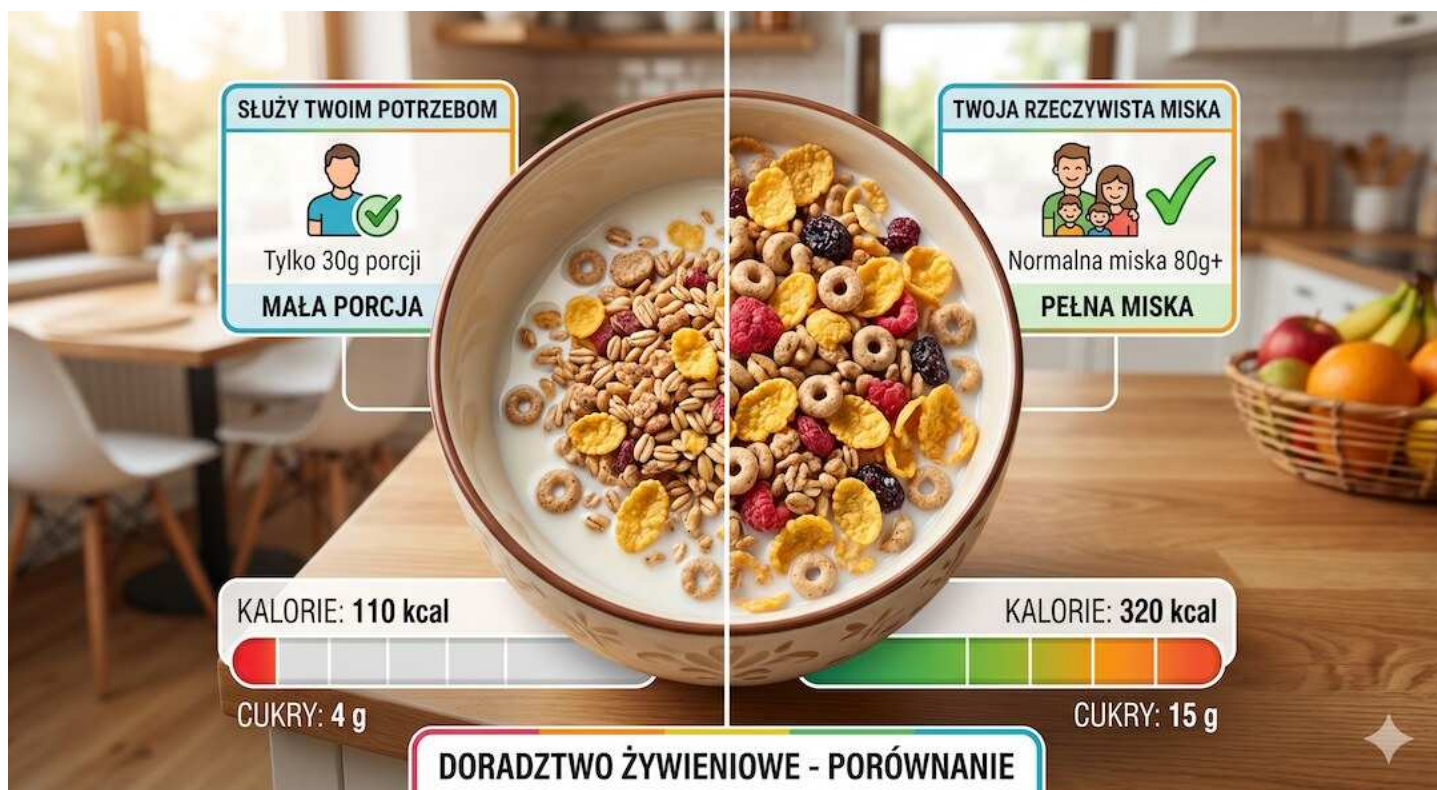 SŁUŻY TWOIM POTRZEBOM
Tylko 30g porcji
MAŁA PORCJA
TWOJA RZECZYWISTA MISKA
Normalna miska 80g+
PEŁNA MISKA
KALORIE: 110 kcal
CUKRY: 4 g
KALORIE: 320 kcal
CUKRY: 15 g
DORADZTWO ŻYWIENIOWE - PORÓWNANIE